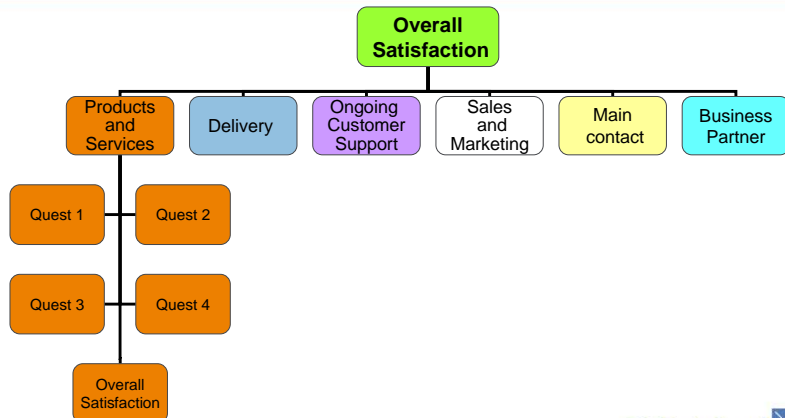 Overall
Satisfaction
Products
and
Services
Delivery
Ongoing
Customer
Support
Sales
and
Marketing
Main
contact
Business
Partner
Quest 1
Quest 2
Quest 3
Quest 4
Overall
Satisfaction